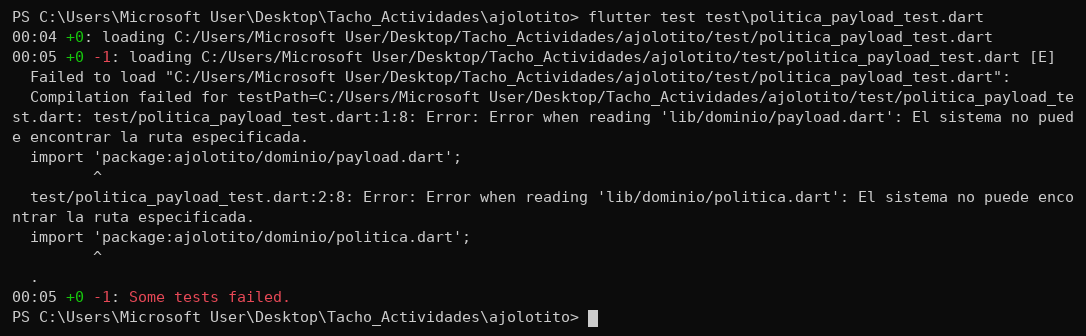 PS C:\Users\Microsoft User\Desktop\Tacho_Actividades\ajolotito> flutter test test\politica_payload_test.dart
00:04 +0: loading C:/Users/Microsoft User/Desktop/Tacho_Actividades/ajolotito/test/politica_payload_test.dart
00:05 +0 -1: loading C:/Users/Microsoft User/Desktop/Tacho_Actividades/ajolotito/test/politica_payload_test.dart [E]
  Failed to load "C:/Users/Microsoft User/Desktop/Tacho_Actividades/ajolotito/test/politica_payload_test.dart":
  Compilation failed for testPath=C:/Users/Microsoft User/Desktop/Tacho_Actividades/ajolotito/test/politica_payload_te
st.dart: test/politica_payload_test.dart:1:8: Error: Error when reading 'lib/dominio/payload.dart': El sistema no pued
e encontrar la ruta especificada.
  import 'package:ajolotito/dominio/payload.dart';
         ^
  test/politica_payload_test.dart:2:8: Error: Error when reading 'lib/dominio/politica.dart': El sistema no puede enco
ntrar la ruta especificada.
  import 'package:ajolotito/dominio/politica.dart';
         ^
  .
00:05 +0 -1: Some tests failed.
PS C:\Users\Microsoft User\Desktop\Tacho_Actividades\ajolotito>